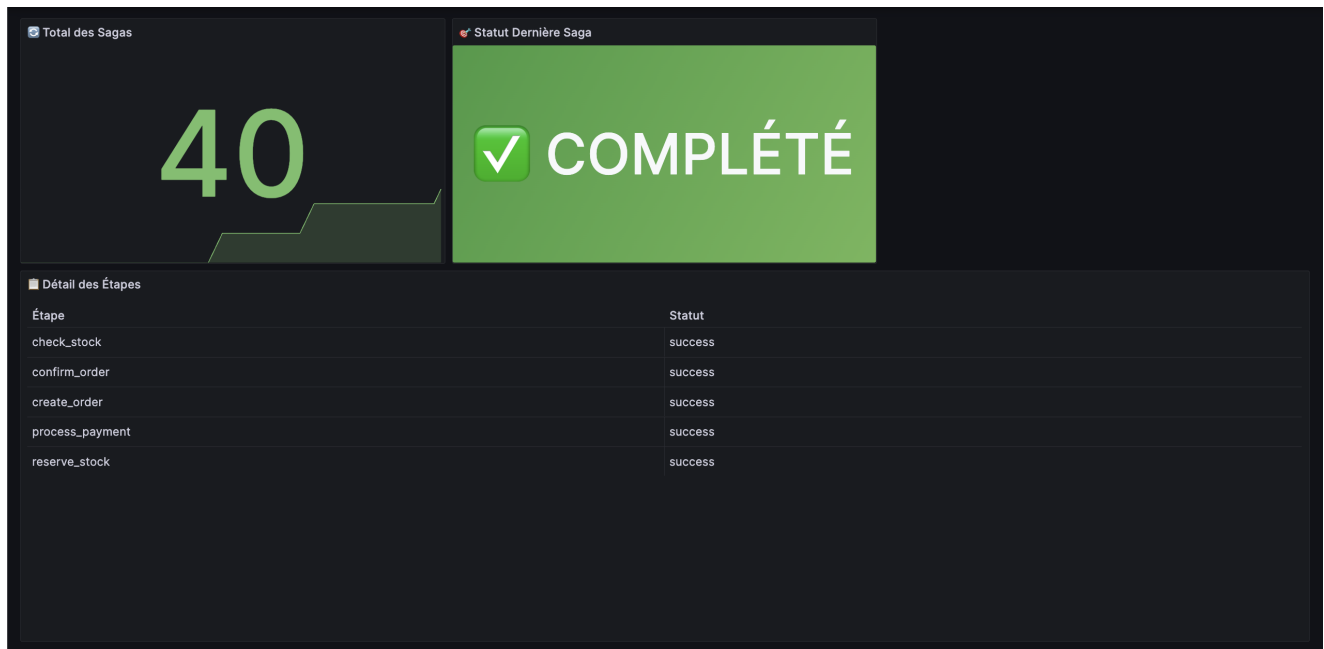 Total des Sagas
🎯 Statut Dernière Saga
40
✅ COMPLÉTÉ
📋 Détail des Étapes
Étape Statut
check_stock success
confirm_order success
create_order success
process_payment success
reserve_stock success